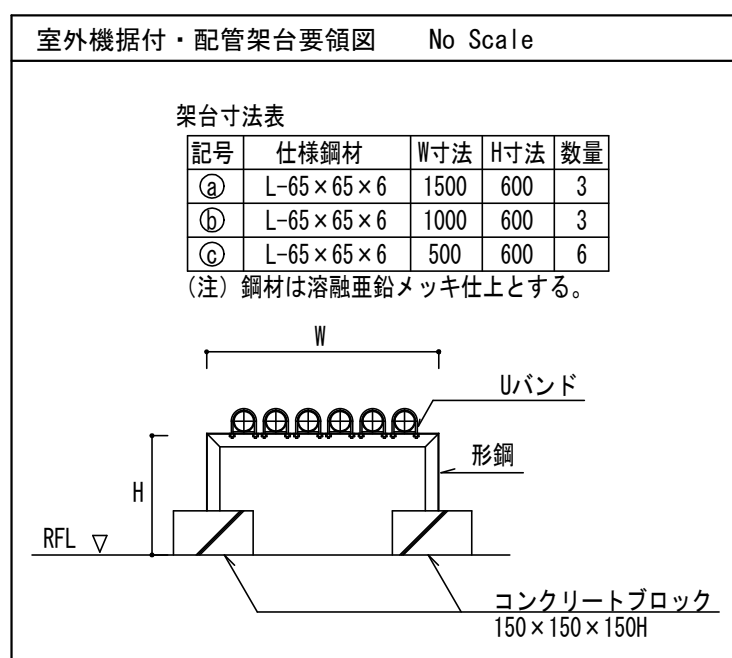 室外機据付・配管架台要領図 No Scale
架台寸法表
記号 仕様鋼材 W寸法 H寸法 数量
ⓐ L-65×65×6 1500 600 3
ⓑ L-65×65×6 1000 600 3
ⓒ L-65×65×6 500 600 6
(注) 鋼材は溶融亜鉛メッキ仕上とする。
W
Uバンド
形鋼
H
RFL ▽
コンクリートブロック
150×150×150H